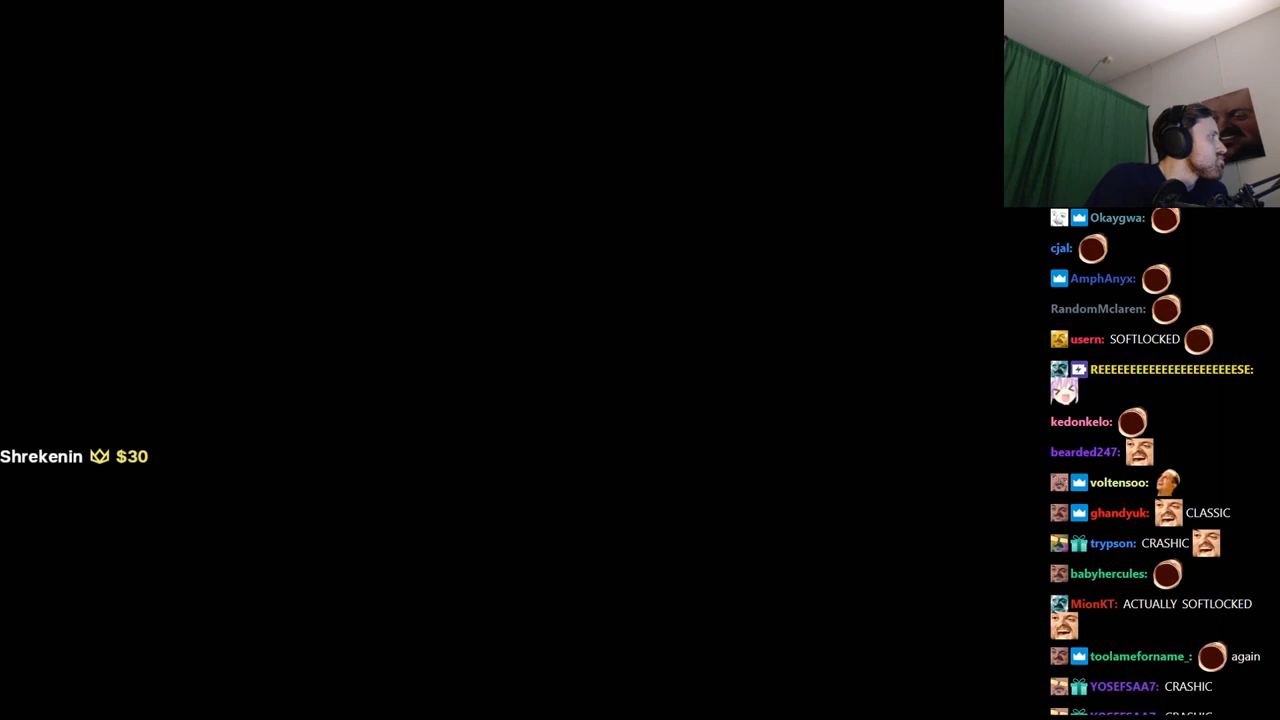 Okaygwa:
cjal:
AmphAnyx:
RandomMclaren:
usern: SOFTLOCKED
REEEEEEEEEEEEEEEEEEEEEESE:
kedonkelo:
bearded247:
Shrekenin $30
voltensoo:
ghandyuk: CLASSIC
trypson: CRASHIC
babyhercules:
MionKT: ACTUALLY SOFTLOCKED
toolameforname_: again
YOSEFSAA7: CRASHIC